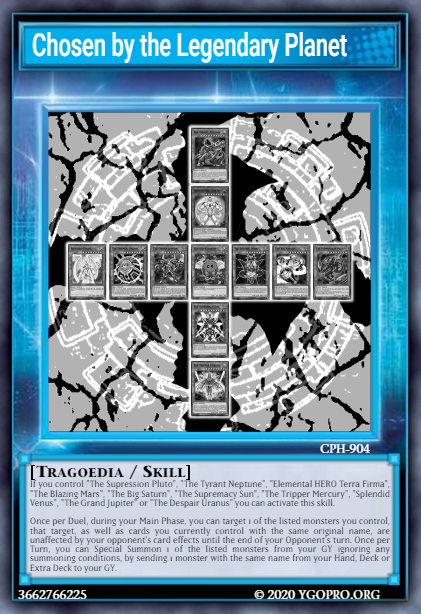 Chosen by the Legendary Planet
CPH-904
[Tragoedia / Skill]
If you control "The Supression Pluto", "The Tyrant Neptune", "Elemental HERO Terra Firma",
"The Blazing Mars", "The Big Saturn", "The Supremacy Sun", "The Tripper Mercury", "Splendid
Venus", "The Grand Jupiter" or "The Despair Uranus" you can activate this skill.
Once per Duel, during your Main Phase, you can target 1 of the listed monsters you control,
that target, as well as cards you currently control with the same original name, are
unaffected by your opponent's card effects until the end of your Opponent's turn. Once per
Turn, you can Special Summon 1 of the listed monsters from your GY ignoring any
summoning conditions, by sending 1 monster with the same name from your Hand, Deck or
Extra Deck to your GY.
3662766225
© 2020 YGOPRO.ORG